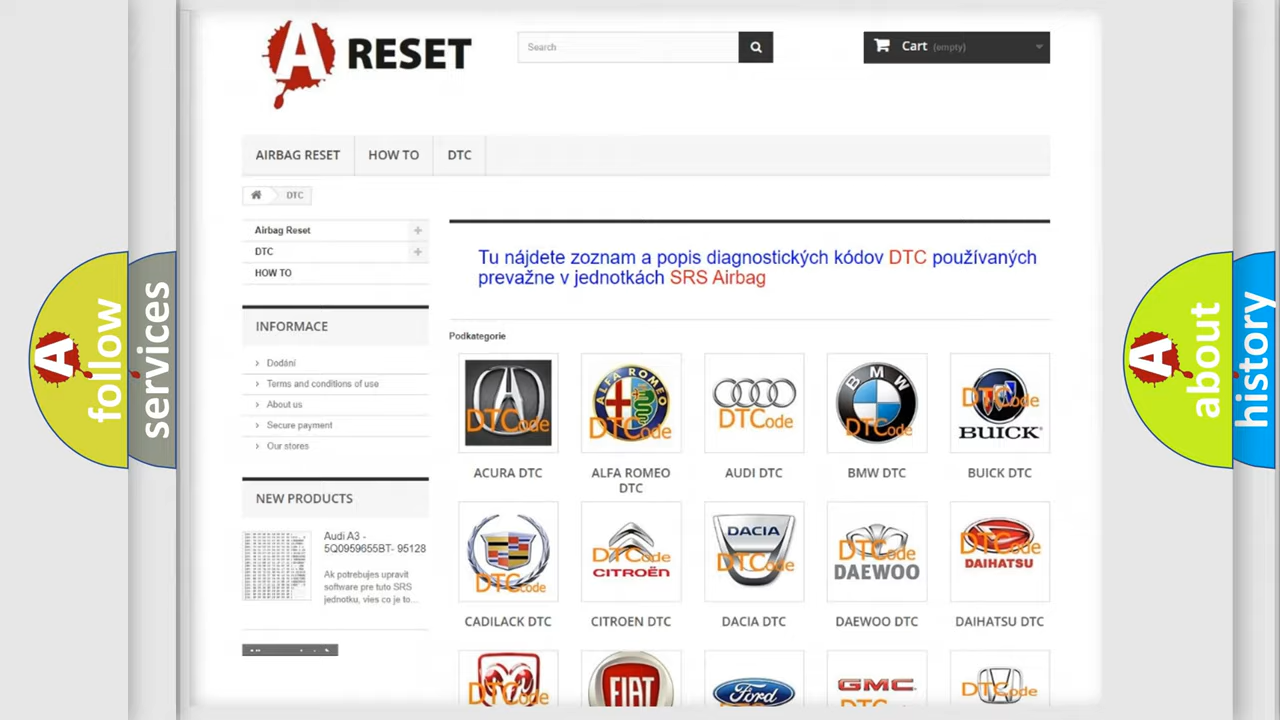 A RESET
Search
Cart (empty)
AIRBAG RESET
HOW TO
DTC
DTC
Airbag Reset
DTC
HOW TO
INFORMACE
Dodání
Terms and conditions of use
About us
Secure payment
Our stores
NEW PRODUCTS
Audi A3 -
5Q0959655BT- 95128
Ak potrebujes upravit
software pre tuto SRS
jednotku, vies co je to...
Tu nájdete zoznam a popis diagnostických kódov DTC používaných
prevažne v jednotkách SRS Airbag
Podkategorie
DTCode
ALFA ROMEO
DTCode
DTCode
BMW
DTCode
DTCode
BUICK
ACURA DTC
ALFA ROMEO
DTC
AUDI DTC
BMW DTC
BUICK DTC
DTCode
DTCode
CITROËN
DACIA
DTCode
DTCode
DAEWOO
DTCode
DAIHATSU
CADILACK DTC
CITROEN DTC
DACIA DTC
DAEWOO DTC
DAIHATSU DTC
DTCode
FIAT
Ford
GMC
DTCode
A follow
services
A about
history